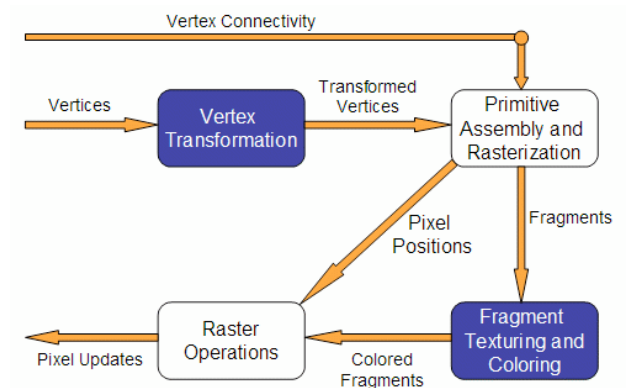 Vertex Connectivity
Vertices
Vertex
Transformation
Transformed
Vertices
Primitive
Assembly and
Rasterization
Pixel
Positions
Fragments
Raster
Operations
Fragment
Texturing and
Coloring
Pixel Updates
Colored
Fragments